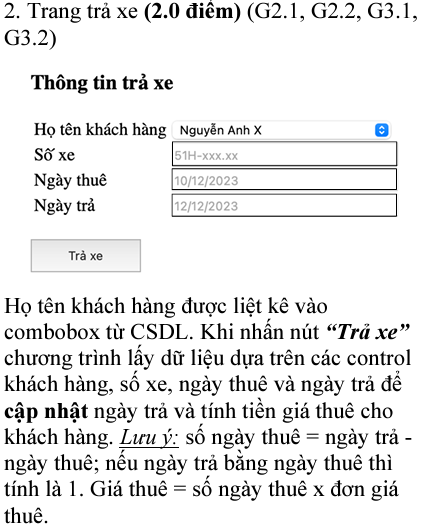 2. Trang trả xe (2.0 điểm) (G2.1, G2.2, G3.1,
G3.2)
Thông tin trả xe
Họ tên khách hàng Nguyễn Anh X
Số xe 51H-xxx.xx
Ngày thuê 10/12/2023
Ngày trả 12/12/2023
Trả xe
Họ tên khách hàng được liệt kê vào
combobox từ CSDL. Khi nhấn nút “Trả xe”
chương trình lấy dữ liệu dựa trên các control
khách hàng, số xe, ngày thuê và ngày trả để
cập nhật ngày trả và tính tiền giá thuê cho
khách hàng. Lưu ý: số ngày thuê = ngày trả -
ngày thuê; nếu ngày trả bằng ngày thuê thì
tính là 1. Giá thuê = số ngày thuê x đơn giá
thuê.